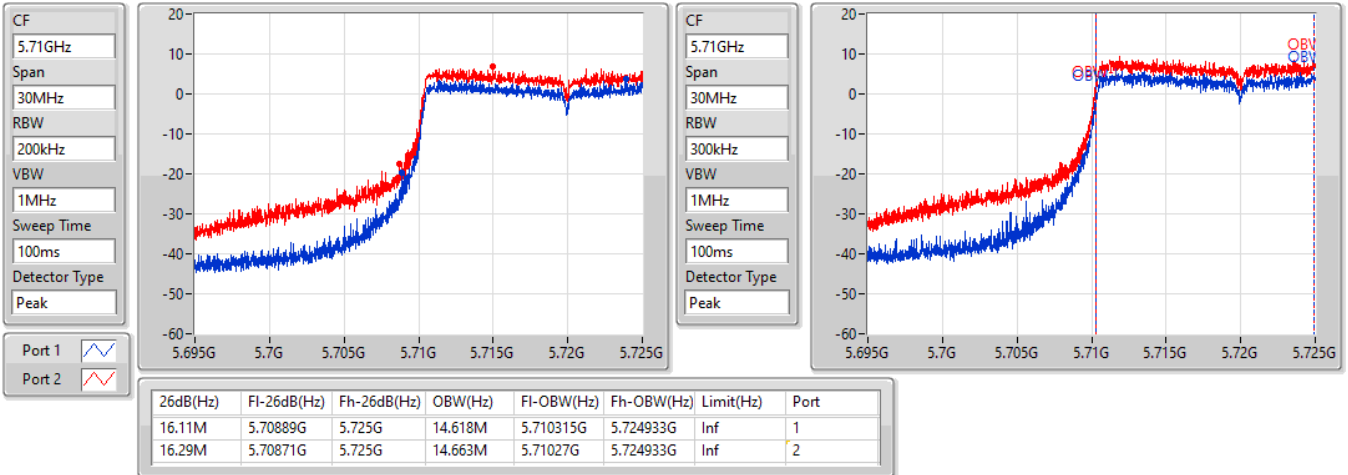 CF
5.71GHz
Span
30MHz
RBW
200kHz
VBW
1MHz
Sweep Time
100ms
Detector Type
Peak
20
10
0
-10
-20
-30
-40
-50
-60
5.695G 5.7G 5.705G 5.71G 5.715G 5.72G 5.725G
CF
5.71GHz
Span
30MHz
RBW
300kHz
VBW
1MHz
Sweep Time
100ms
Detector Type
Peak
20
10
0
-10
-20
-30
-40
-50
-60
5.695G 5.7G 5.705G 5.71G 5.715G 5.72G 5.725G
OBW
OBW
OBV
OBV
Port 1
Port 2
26dB(Hz) Fl-26dB(Hz) Fh-26dB(Hz) OBW(Hz) Fl-OBW(Hz) Fh-OBW(Hz) Limit(Hz) Port
16.11M 5.70889G 5.725G 14.618M 5.710315G 5.724933G Inf 1
16.29M 5.70871G 5.725G 14.663M 5.71027G 5.724933G Inf 2